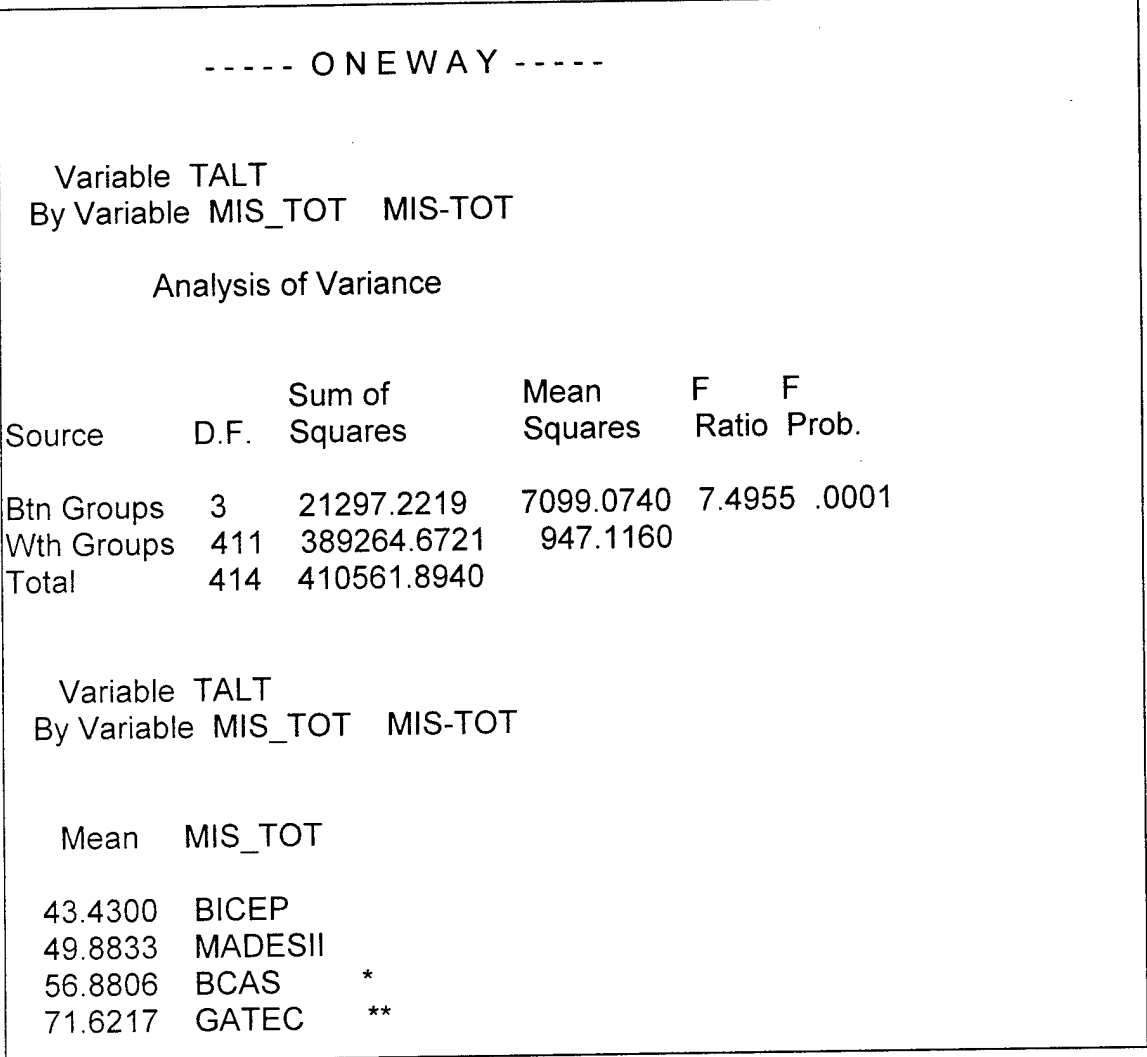 - - - - - O N E W A Y - - - - -
Variable TALT
By Variable MIS_TOT MIS-TOT
Analysis of Variance
Sum of Mean F F
Source D.F. Squares Squares Ratio Prob.
Btn Groups 3 21297.2219 7099.0740 7.4955 .0001
Wth Groups 411 389264.6721 947.1160
Total 414 410561.8940
Variable TALT
By Variable MIS_TOT MIS-TOT
Mean MIS_TOT
43.4300 BICEP
49.8833 MADESII
56.8806 BCAS *
71.6217 GATEC **